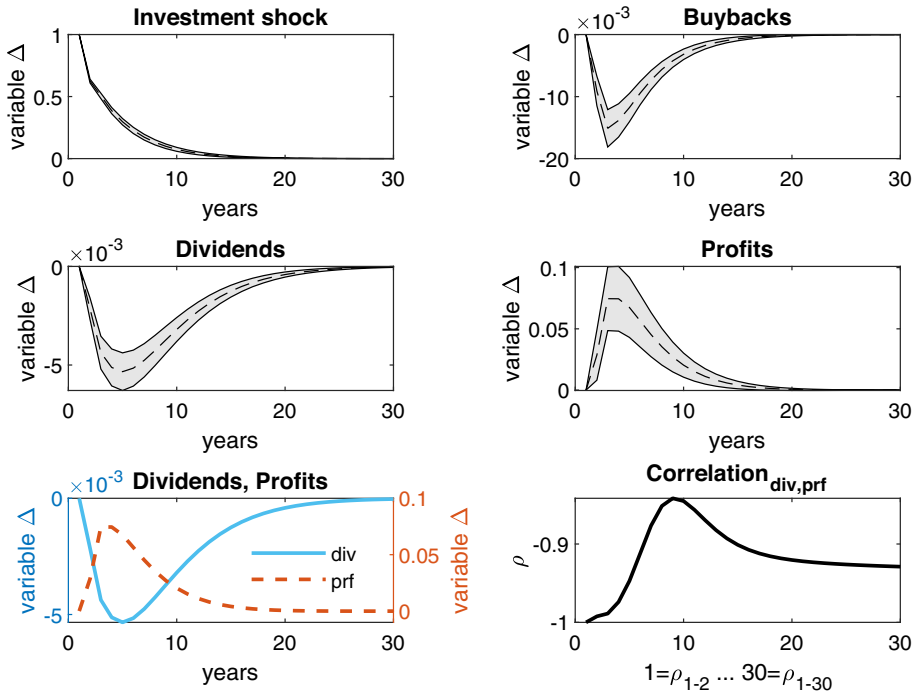 Investment shock
variable Δ
1
0.5
0
0 10 20 30
years
Buybacks
×10-3
variable Δ
0
-10
-20
0 10 20 30
years
Dividends
×10-3
variable Δ
0
-5
0 10 20 30
years
Profits
variable Δ
0.1
0.05
0
0 10 20 30
years
Dividends, Profits
×10-3
variable Δ
0
-5
div
prf
0.1
0.05
0
variable Δ
0 10 20 30
years
Correlationdiv,prf
ρ
-0.9
-1
0 10 20 30
1=ρ1-2 ... 30=ρ1-30